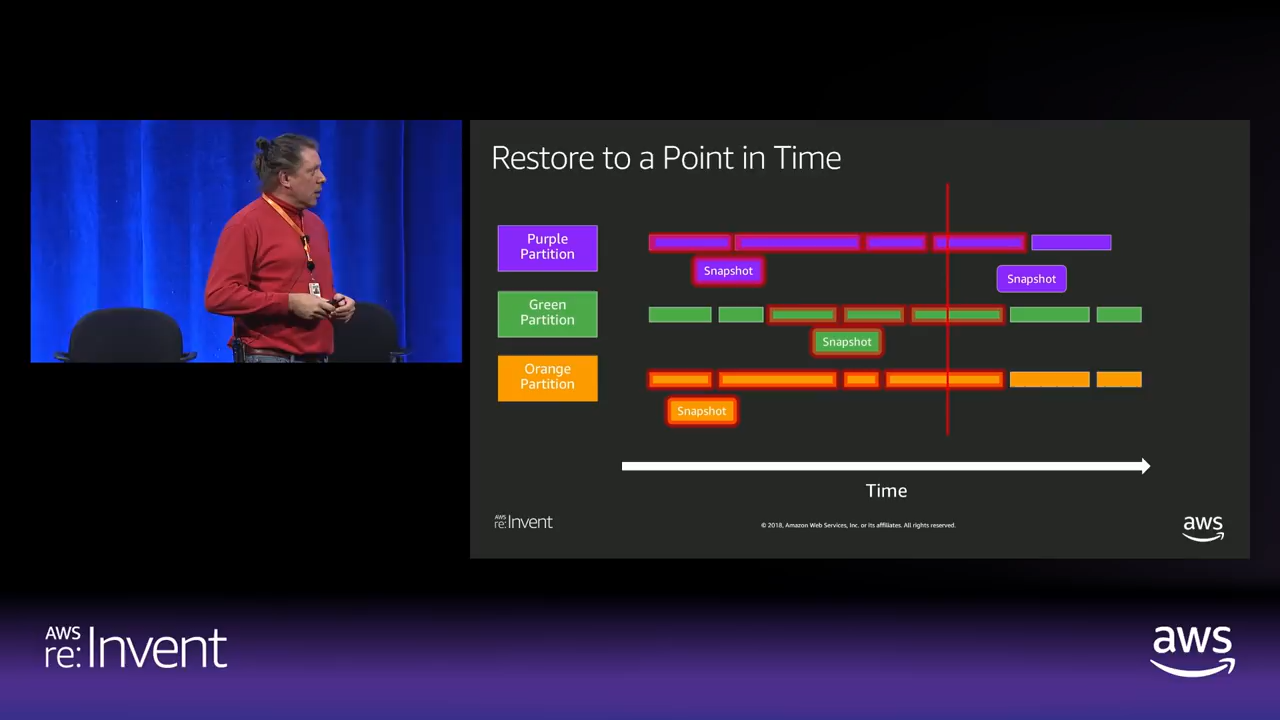 Restore to a Point in Time
Purple
Partition
Snapshot
Snapshot
Green
Partition
Snapshot
Orange
Partition
Snapshot
Time
AWS
re:Invent
© 2018, Amazon Web Services, Inc. or its affiliates. All rights reserved.
aws
AWS
re:Invent
aws